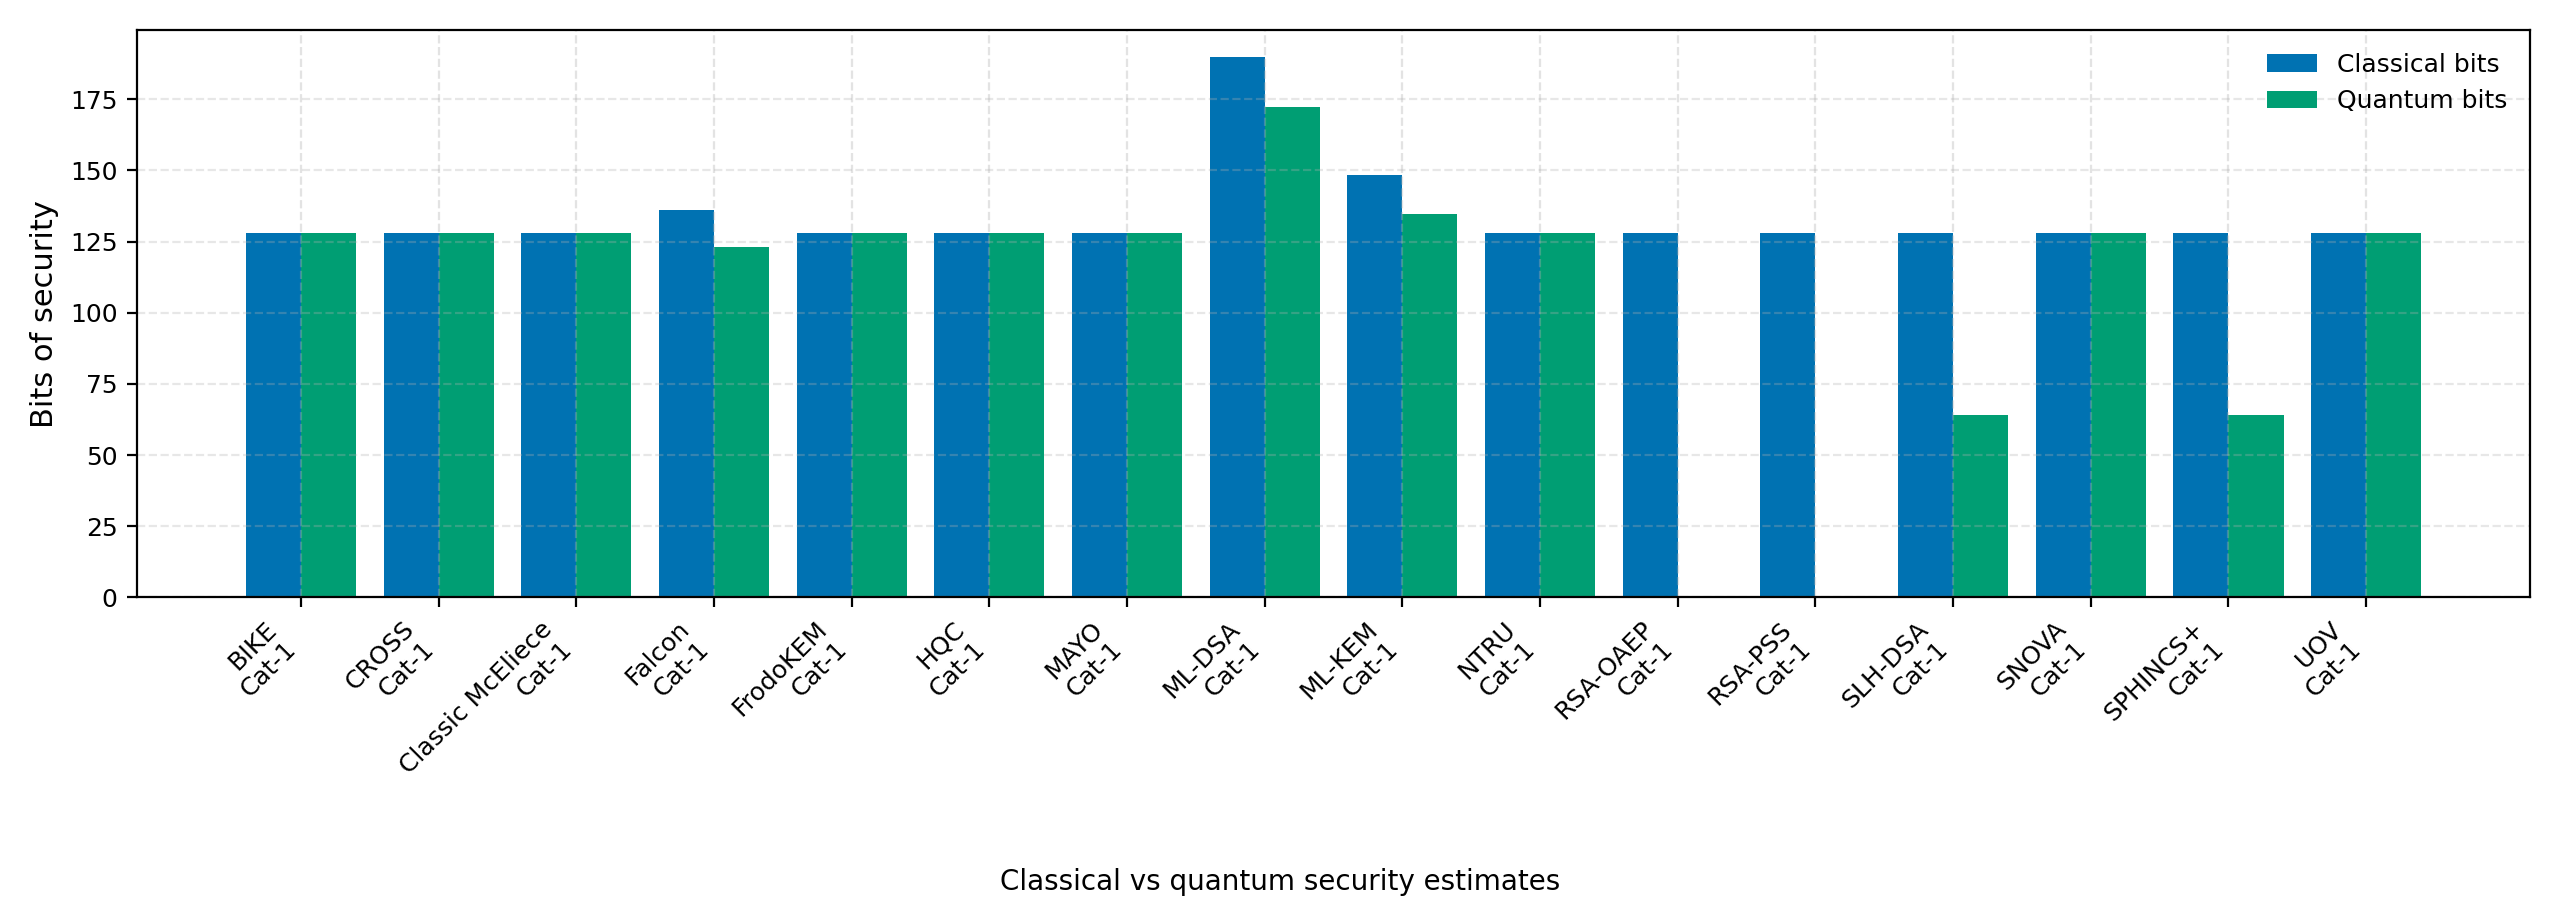 Classical bits
Quantum bits
Bits of security
175
150
125
100
75
50
25
0
BIKE
Cat-1
CROSS
Cat-1
Classic McEliece
Cat-1
Falcon
Cat-1
FrodoKEM
Cat-1
HQC
Cat-1
MAYO
Cat-1
ML-DSA
Cat-1
ML-KEM
Cat-1
NTRU
Cat-1
RSA-OAEP
Cat-1
RSA-PSS
Cat-1
SLH-DSA
Cat-1
SNOVA
Cat-1
SPHINCS+
Cat-1
UOV
Cat-1
Classical vs quantum security estimates